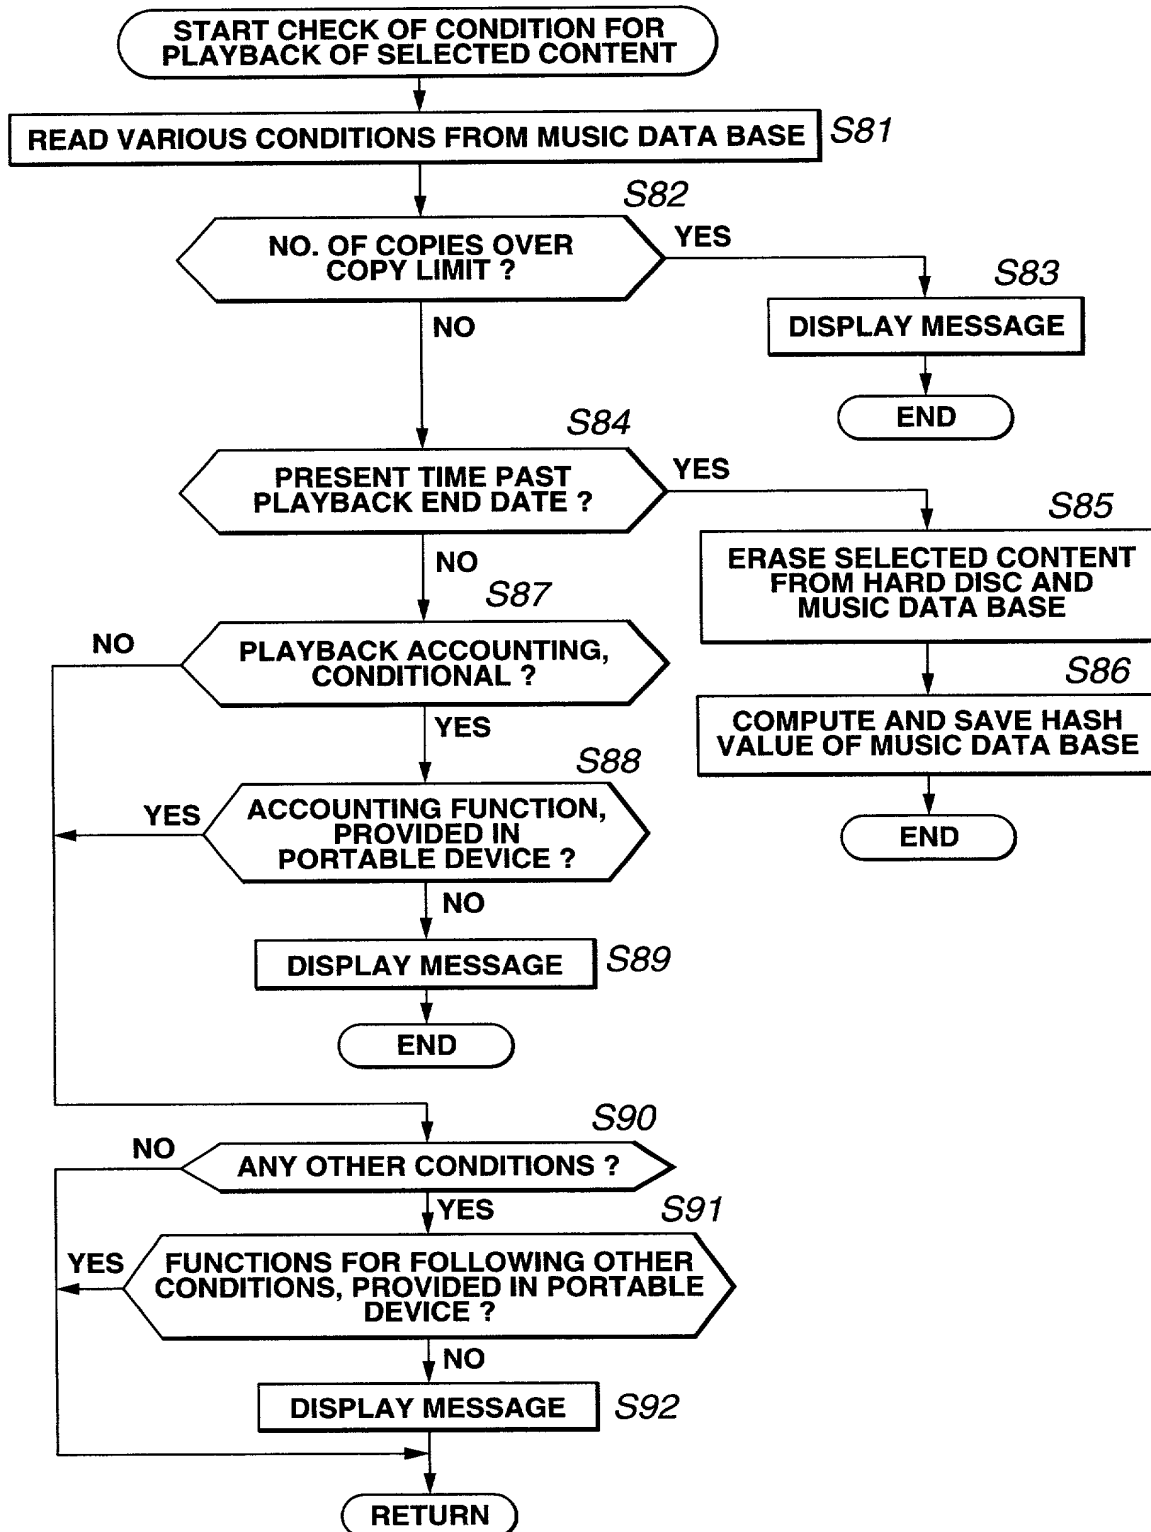 START CHECK OF CONDITION FOR
PLAYBACK OF SELECTED CONTENT
READ VARIOUS CONDITIONS FROM MUSIC DATA BASE
S81
S82
NO. OF COPIES OVER
COPY LIMIT ?
YES
NO
S83
DISPLAY MESSAGE
END
S84
PRESENT TIME PAST
PLAYBACK END DATE ?
YES
NO
S85
ERASE SELECTED CONTENT
FROM HARD DISC AND
MUSIC DATA BASE
S86
COMPUTE AND SAVE HASH
VALUE OF MUSIC DATA BASE
END
S87
NO
PLAYBACK ACCOUNTING,
CONDITIONAL ?
YES
S88
YES
ACCOUNTING FUNCTION,
PROVIDED IN
PORTABLE DEVICE ?
NO
DISPLAY MESSAGE
S89
END
S90
NO
ANY OTHER CONDITIONS ?
YES
S91
YES
FUNCTIONS FOR FOLLOWING OTHER
CONDITIONS, PROVIDED IN PORTABLE
DEVICE ?
NO
DISPLAY MESSAGE
S92
RETURN